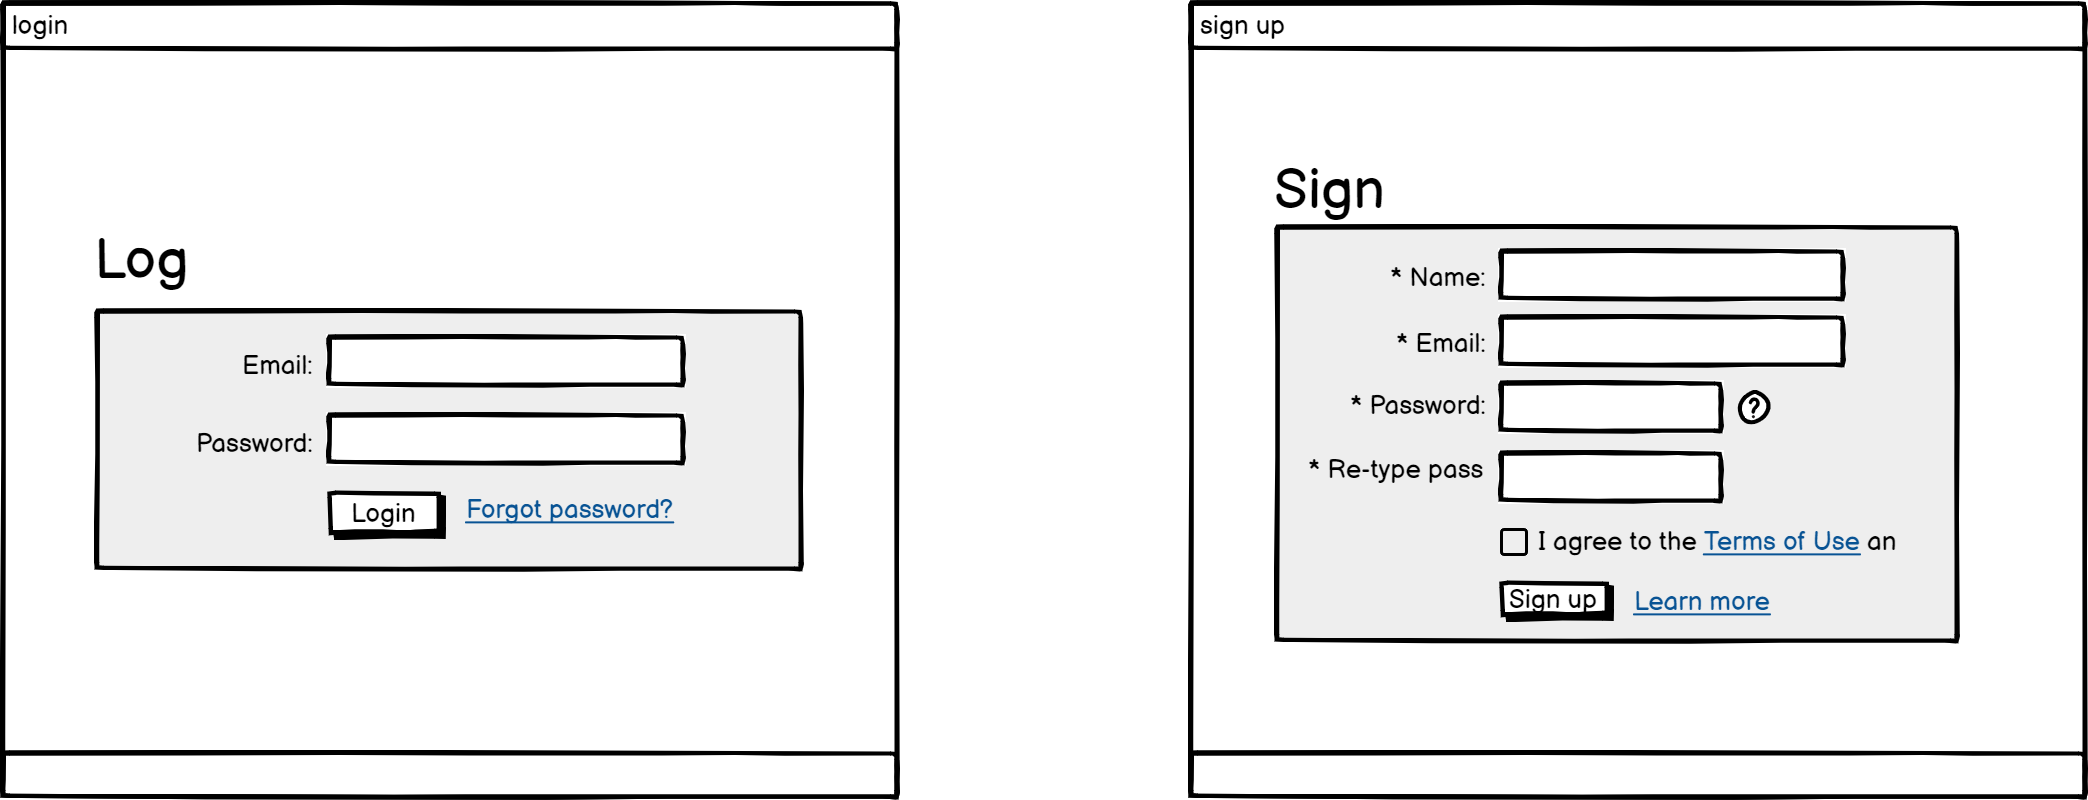 login
Log
Email:
Password:
Login Forgot password?
sign up
Sign
* Name:
* Email:
* Password: ?
* Re-type pass
I agree to the Terms of Use an
Sign up Learn more